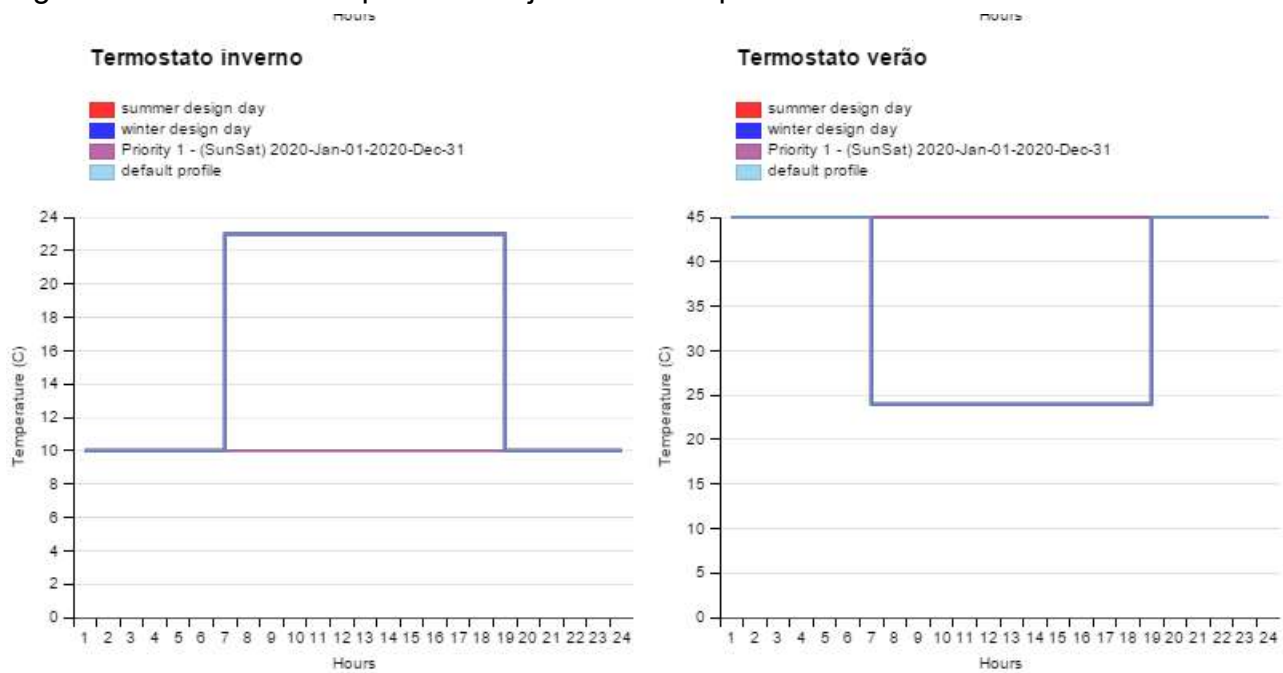 Hours Hours
Termostato inverno
summer design day
winter design day
Priority 1 - (SunSat) 2020-Jan-01-2020-Dec-31
default profile
24
22
20
18
16
14
12
10
8
6
4
2
0
Temperature (C)
1 2 3 4 5 6 7 8 9 10 11 12 13 14 15 16 17 18 19 20 21 22 23 24
Hours
Termostato verão
summer design day
winter design day
Priority 1 - (SunSat) 2020-Jan-01-2020-Dec-31
default profile
45
40
35
30
25
20
15
10
5
0
Temperature (C)
1 2 3 4 5 6 7 8 9 10 11 12 13 14 15 16 17 18 19 20 21 22 23 24
Hours